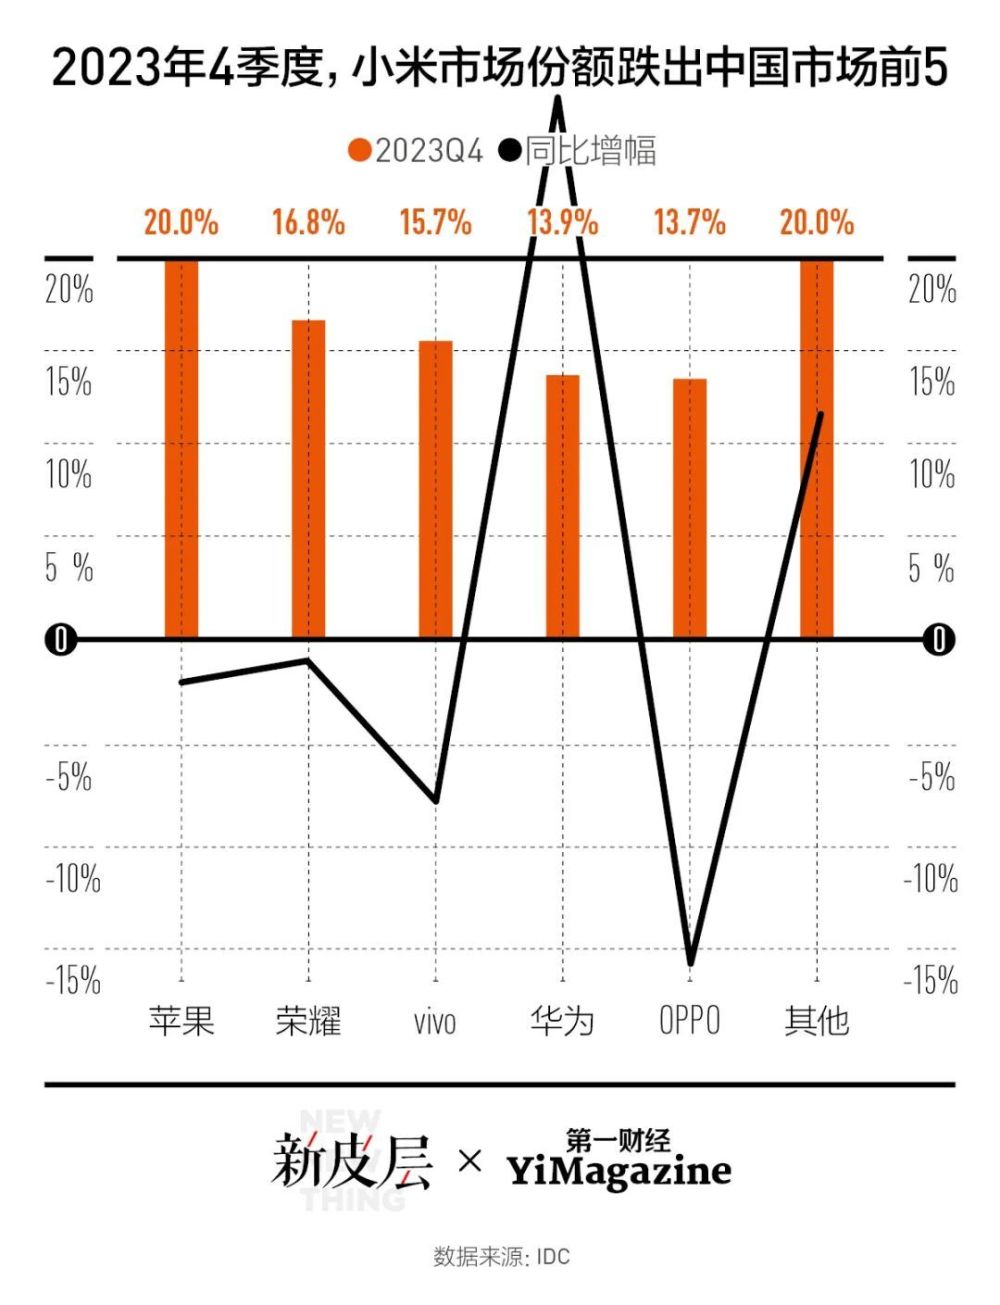 2023年4季度，小米市场份额跌出中国市场前5
2023Q4 同比增幅
20.0% 16.8% 15.7% 13.9% 13.7% 20.0%
20% 20%
15% 15%
10% 10%
5 % 5 %
0 0
-5% -5%
-10% -10%
-15% -15%
苹果 荣耀 vivo 华为 OPPO 其他
NEW
新皮层 × 第一财经
YiMagazine
THING
数据来源: IDC